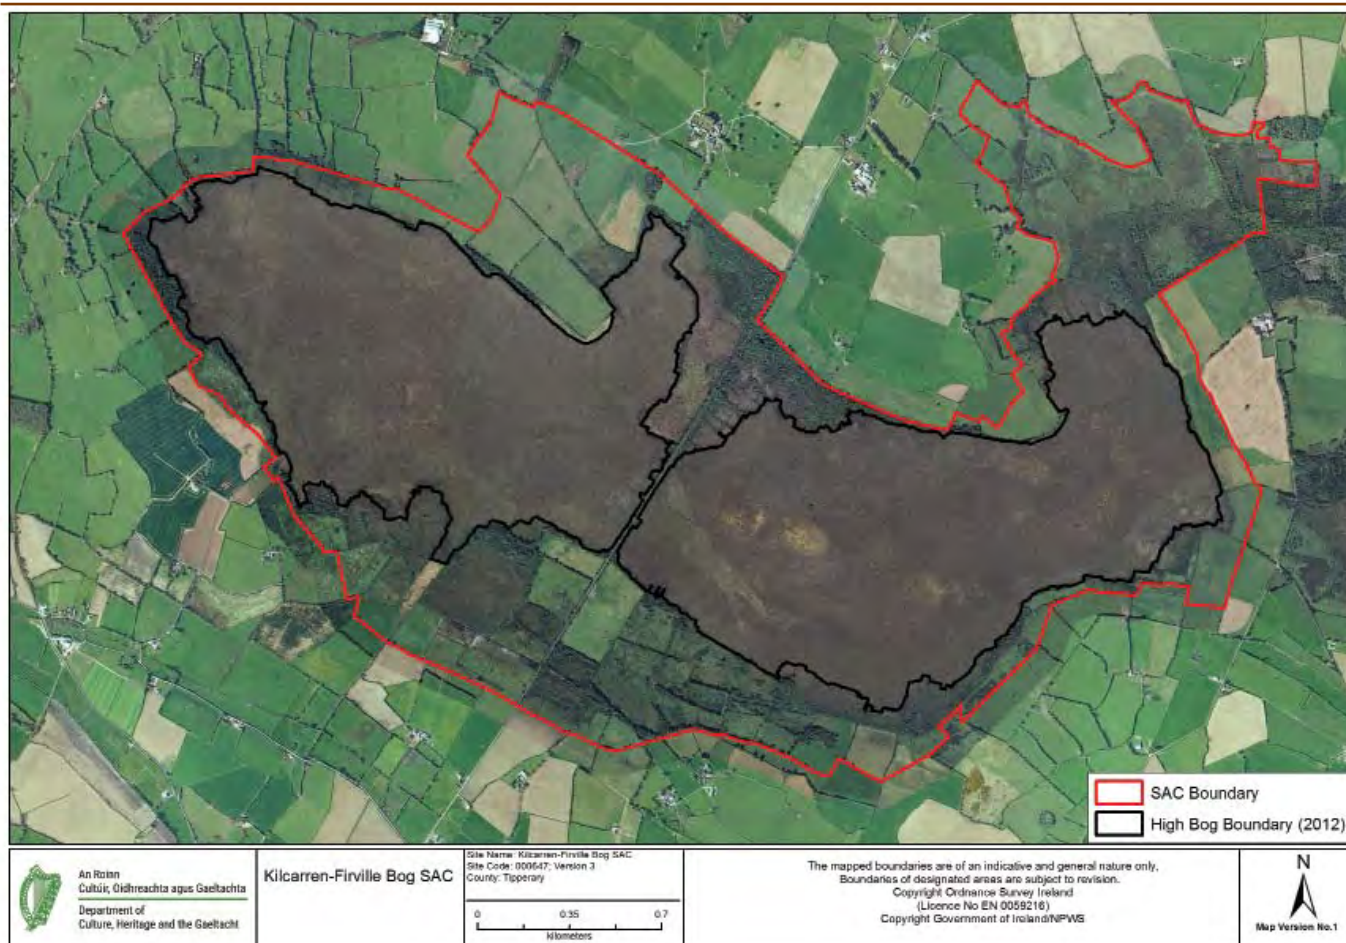 SAC Boundary
High Bog Boundary (2012)
An Roinn
Cultúir, Oidhreachta agus Gaeltachta
Department of
Culture, Heritage and the Gaeltacht
Kilcarren-Firville Bog SAC
Site Name: Kilcarren-Firville Bog SAC
Site Code: 000647; Version 3
County: Tipperary
0 0.35 0.7
kilometers
The mapped boundaries are of an indicative and general nature only.
Boundaries of designated areas are subject to revision.
Copyright Ordnance Survey Ireland
(Licence No EN 0059216)
Copyright Government of Ireland/NPWS
N
Map Version No.1